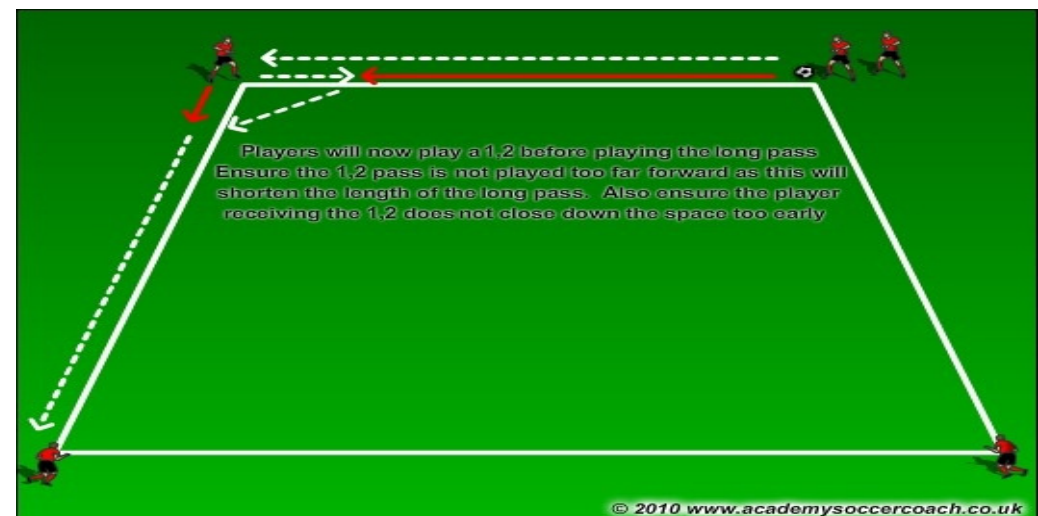 Players will now play a 1,2 before playing the long pass
Ensure the 1,2 pass is not played too far forward as this will
shorten the length of the long pass. Also ensure the player
receiving the 1,2 does not close down the space too early
© 2010 www.academysoccercoach.co.uk